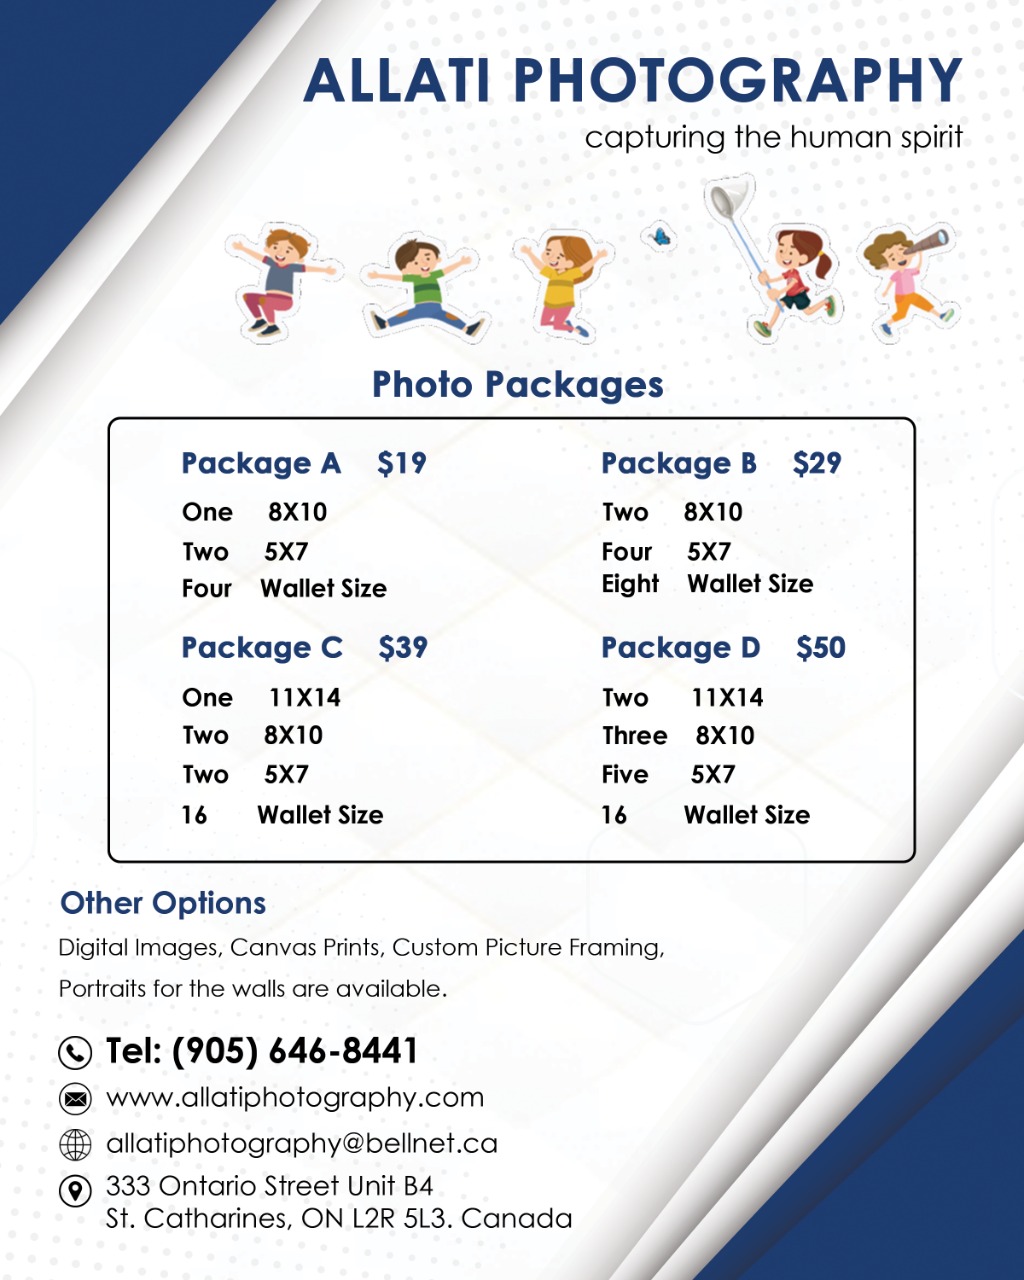 ALLATI PHOTOGRAPHY
capturing the human spirit
Photo Packages
Package A $19
One 8X10
Two 5X7
Four Wallet Size
Package B $29
Two 8X10
Four 5X7
Eight Wallet Size
Package C $39
One 11X14
Two 8X10
Two 5X7
16 Wallet Size
Package D $50
Two 11X14
Three 8X10
Five 5X7
16 Wallet Size
Other Options
Digital Images, Canvas Prints, Custom Picture Framing,
Portraits for the walls are available.
Tel: (905) 646-8441
www.allatiphotography.com
allatiphotography@bellnet.ca
333 Ontario Street Unit B4
St. Catharines, ON L2R 5L3. Canada